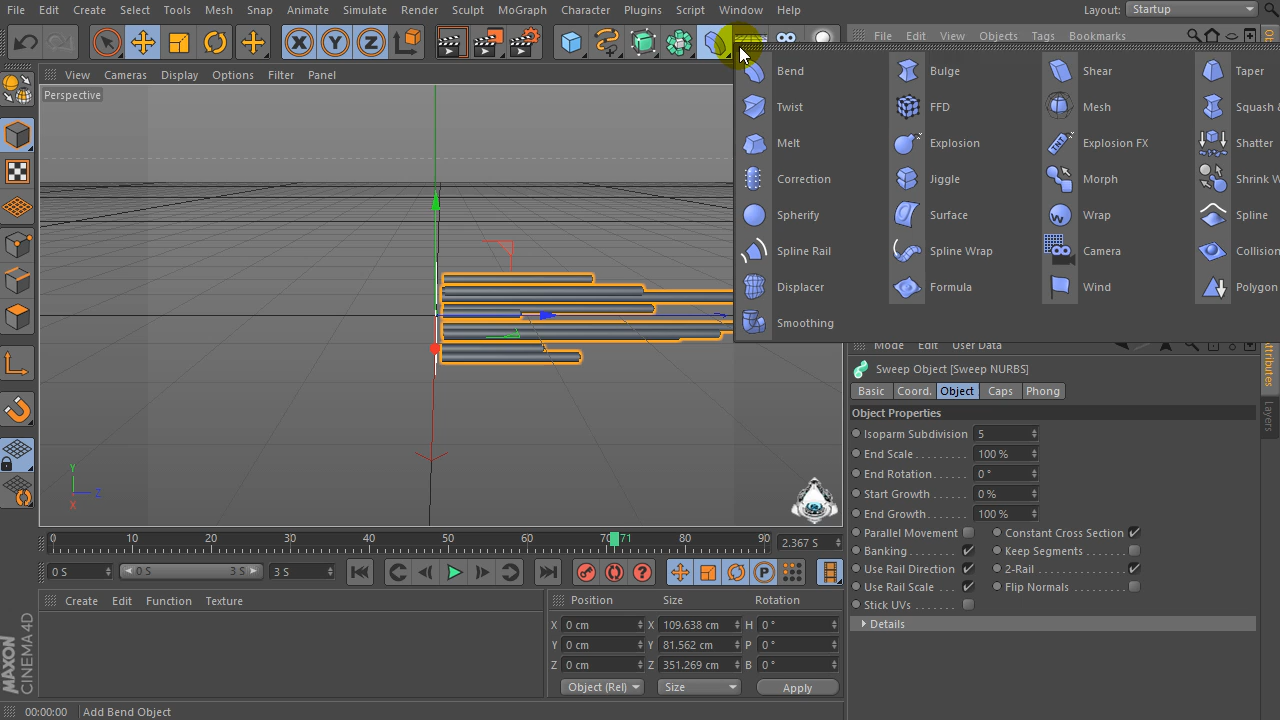 File Edit Create Select Tools Mesh Snap Animate Simulate Render Sculpt MoGraph Character Plugins Script Window Help Layout: Startup
File Edit View Objects Tags Bookmarks
View Cameras Display Options Filter Panel
Perspective
Bend Bulge Shear Taper
Twist FFD Mesh Squash &
Melt Explosion Explosion FX Shatter
Correction Jiggle Morph Shrink W
Spherify Surface Wrap Spline
Spline Rail Spline Wrap Camera Collision
Displacer Formula Wind Polygon
Smoothing
Mode Edit User Data
Attributes
Layers
Sweep Object [Sweep NURBS]
Basic Coord. Object Caps Phong
Object Properties
Isoparm Subdivision 5
End Scale . . . . . . . . 100 %
End Rotation . . . . . 0 °
Start Growth . . . . . . 0 %
End Growth . . . . . . . 100 %
Parallel Movement Constant Cross Section
Banking . . . . . . . . Keep Segments . . . . . . .
Use Rail Direction 2-Rail . . . . . . . . . . . . . .
Use Rail Scale . . . Flip Normals . . . . . . . . .
Stick UVs . . . . . . .
Details
Y
Z
X
0 10 20 30 40 50 60 70 71 80 90 2.367 S
0 S 0 S 3 S 3 S
Create Edit Function Texture
Position Size Rotation
X 0 cm X 109.638 cm H 0 °
Y 0 cm Y 81.562 cm P 0 °
Z 0 cm Z 351.269 cm B 0 °
Object (Rel) Size Apply
MAXON
CINEMA 4D
00:00:00 Add Bend Object